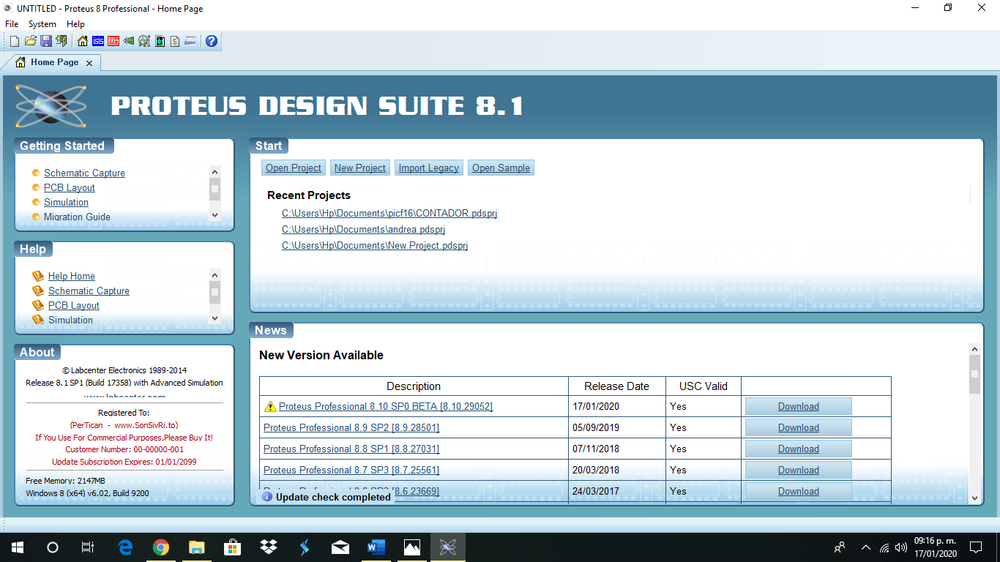 UNTITLED - Proteus 8 Professional - Home Page
File System Help
ISIS ARES
Home Page
PROTEUS DESIGN SUITE 8.1
Getting Started
Schematic Capture
PCB Layout
Simulation
Migration Guide
Help
Help Home
Schematic Capture
PCB Layout
Simulation
About
© Labcenter Electronics 1989-2014
Release 8.1 SP1 (Build 17358) with Advanced Simulation
www.labcenter.com
Registered To:
(PerTican - www.SonSivRi.to)
If You Use For Commercial Purposes,Please Buy It!
Customer Number: 00-00000-001
Update Subscription Expires: 01/01/2099
Free Memory: 2147MB
Windows 8 (x64) v6.02, Build 9200
Start
Open Project New Project Import Legacy Open Sample
Recent Projects
C:\Users\Hp\Documents\picf16\CONTADOR.pdsprj
C:\Users\Hp\Documents\andrea.pdsprj
C:\Users\Hp\Documents\New Project.pdsprj
News
New Version Available
Description Release Date USC Valid
Proteus Professional 8.10 SP0 BETA [8.10.29052] 17/01/2020 Yes Download
Proteus Professional 8.9 SP2 [8.9.28501] 05/09/2019 Yes Download
Proteus Professional 8.8 SP1 [8.8.27031] 07/11/2018 Yes Download
Proteus Professional 8.7 SP3 [8.7.25561] 20/03/2018 Yes Download
[8.6.23669] 24/03/2017 Yes Download
Update check completed
09:16 p. m.
17/01/2020